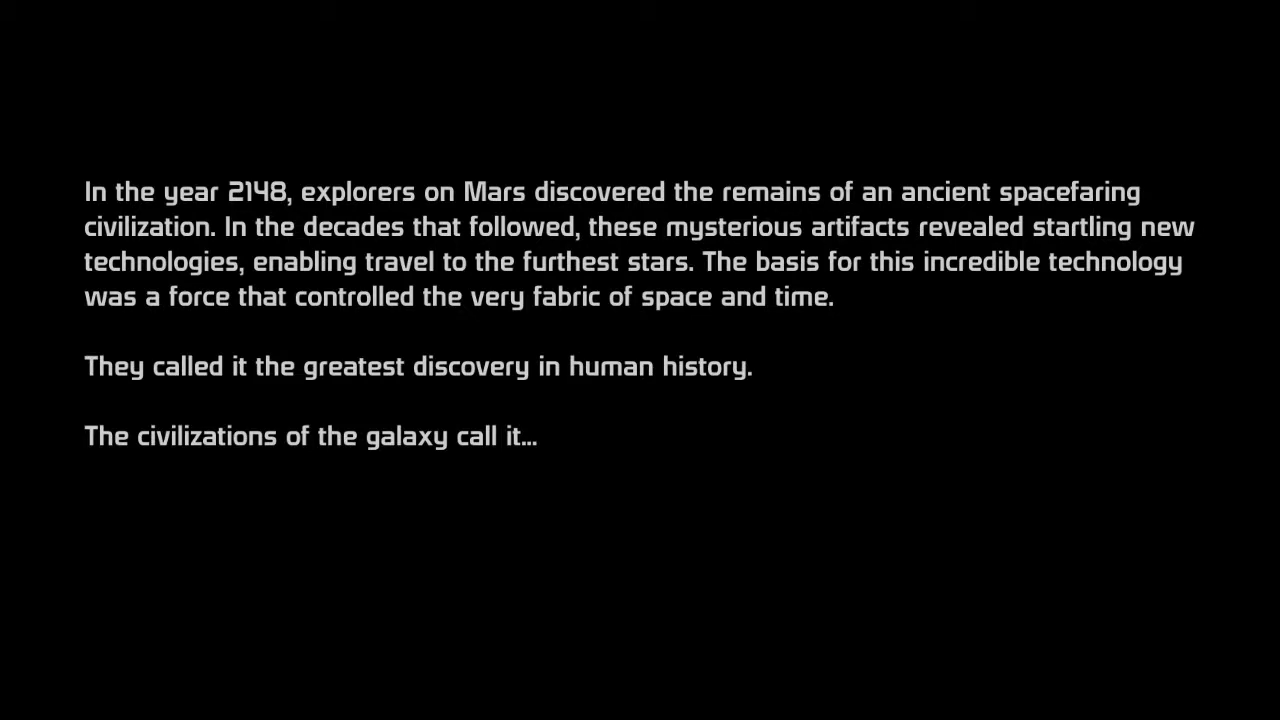 In the year 2148, explorers on Mars discovered the remains of an ancient spacefaring
civilization. In the decades that followed, these mysterious artifacts revealed startling new
technologies, enabling travel to the furthest stars. The basis for this incredible technology
was a force that controlled the very fabric of space and time.
They called it the greatest discovery in human history.
The civilizations of the galaxy call it...